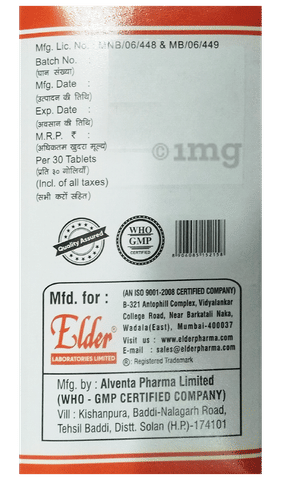 Mfg. Lic. No. MNB/06/448 & MB/06/449
Batch No. :
(घान संख्या)
Mfg. Date :
(उत्पादन की तिथि)
Exp. Date :
(अवसान की तिथि)
M.R.P. ₹ :
(अधिकतम खुदरा मूल्य)
Per 30 Tablets
(प्रति ३० गोलियाँ)
(Incl. of all taxes)
(सभी करों सहित)
1mg
Quality Assured
WHO
GMP
CERTIFIED
Mfd. for :
Elder®
LABORATORIES LIMITED
(AN ISO 9001-2008 CERTIFIED COMPANY)
B-321 Antophill Complex, Vidyalankar
College Road, Near Barkatali Naka,
Wadala(East), Mumbai-400037
Visit us : www.elderpharma.com
E-mail : sales@elderpharma.com
® Registered Trademark
Mfg. by : Alventa Pharma Limited
(WHO - GMP CERTIFIED COMPANY)
Vill : Kishanpura, Baddi-Nalagarh Road,
Tehsil Baddi, Distt. Solan (H.P.)-174101